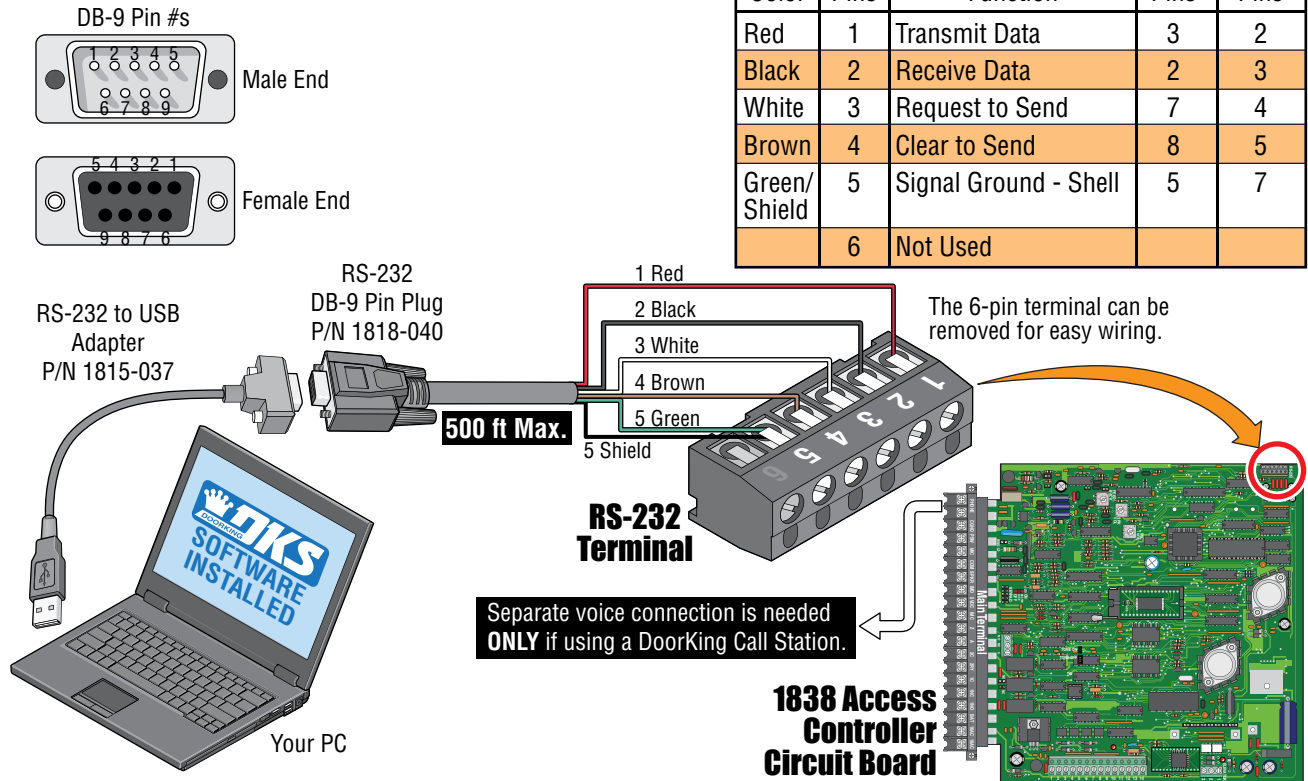 DB-9 Pin #s
1 2 3 4 5
6 7 8 9
Male End
5 4 3 2 1
9 8 7 6
Female End
Red 1 Transmit Data 3 2
Black 2 Receive Data 2 3
White 3 Request to Send 7 4
Brown 4 Clear to Send 8 5
Green/ 5 Signal Ground - Shell 5 7
Shield
6 Not Used
RS-232 to USB
Adapter
P/N 1815-037
RS-232
DB-9 Pin Plug
P/N 1818-040
500 ft Max.
1 Red
2 Black
3 White
4 Brown
5 Green
5 Shield
1 2 3 4 5 6
RS-232
Terminal
The 6-pin terminal can be
removed for easy wiring.
DOORKING
DKS
SOFTWARE
INSTALLED
Your PC
Separate voice connection is needed
ONLY if using a DoorKing Call Station.
Main Terminal
1838 Access
Controller
Circuit Board